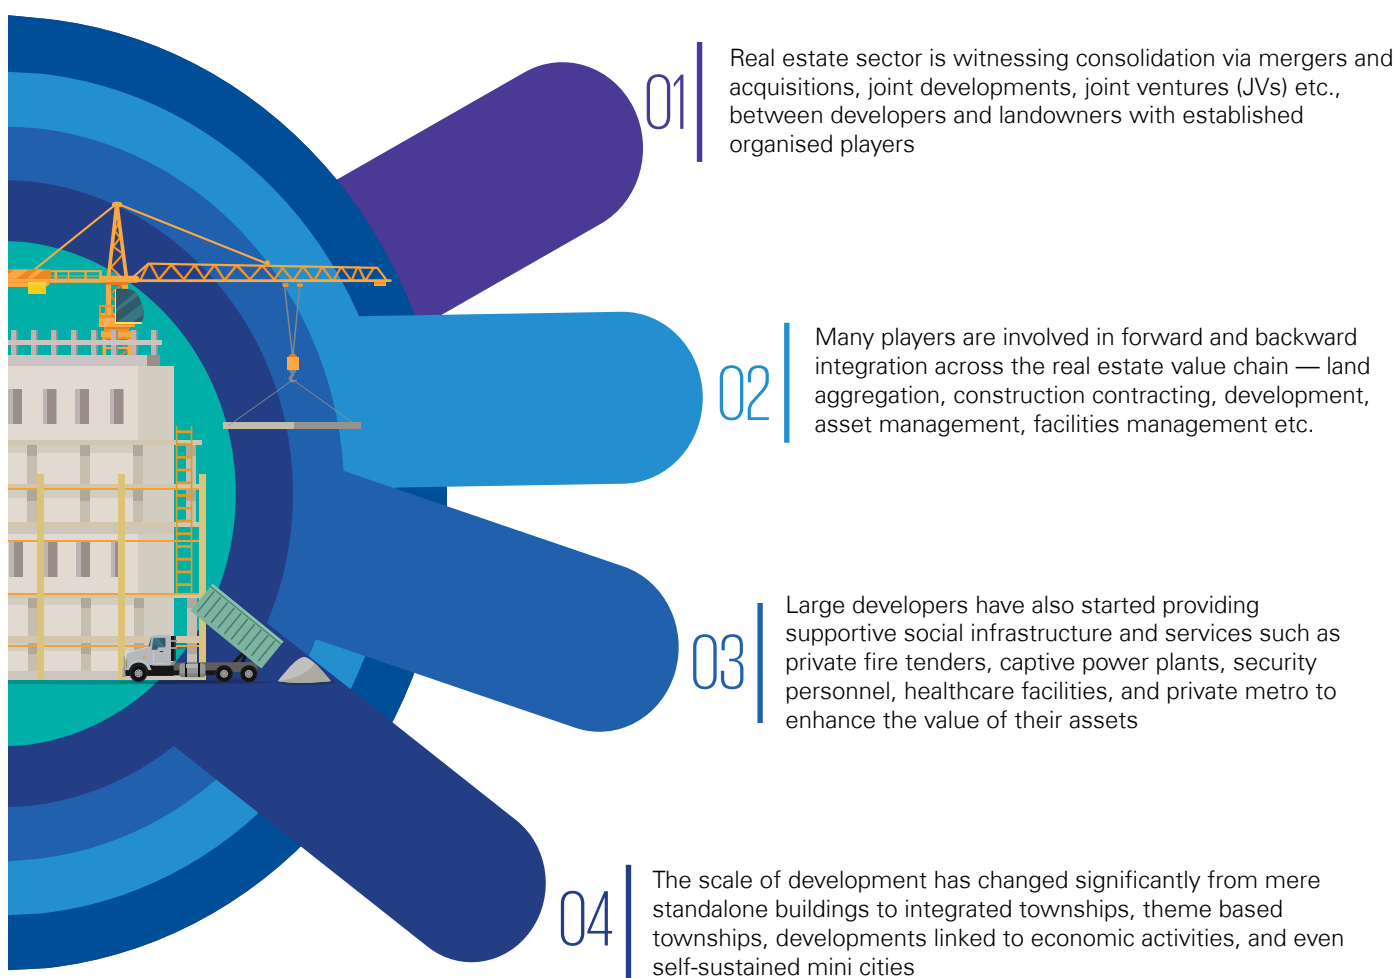 01
Real estate sector is witnessing consolidation via mergers and
acquisitions, joint developments, joint ventures (JVs) etc.,
between developers and landowners with established
organised players
02
Many players are involved in forward and backward
integration across the real estate value chain — land
aggregation, construction contracting, development,
asset management, facilities management etc.
03
Large developers have also started providing
supportive social infrastructure and services such as
private fire tenders, captive power plants, security
personnel, healthcare facilities, and private metro to
enhance the value of their assets
04
The scale of development has changed significantly from mere
standalone buildings to integrated townships, theme based
townships, developments linked to economic activities, and even
self-sustained mini cities